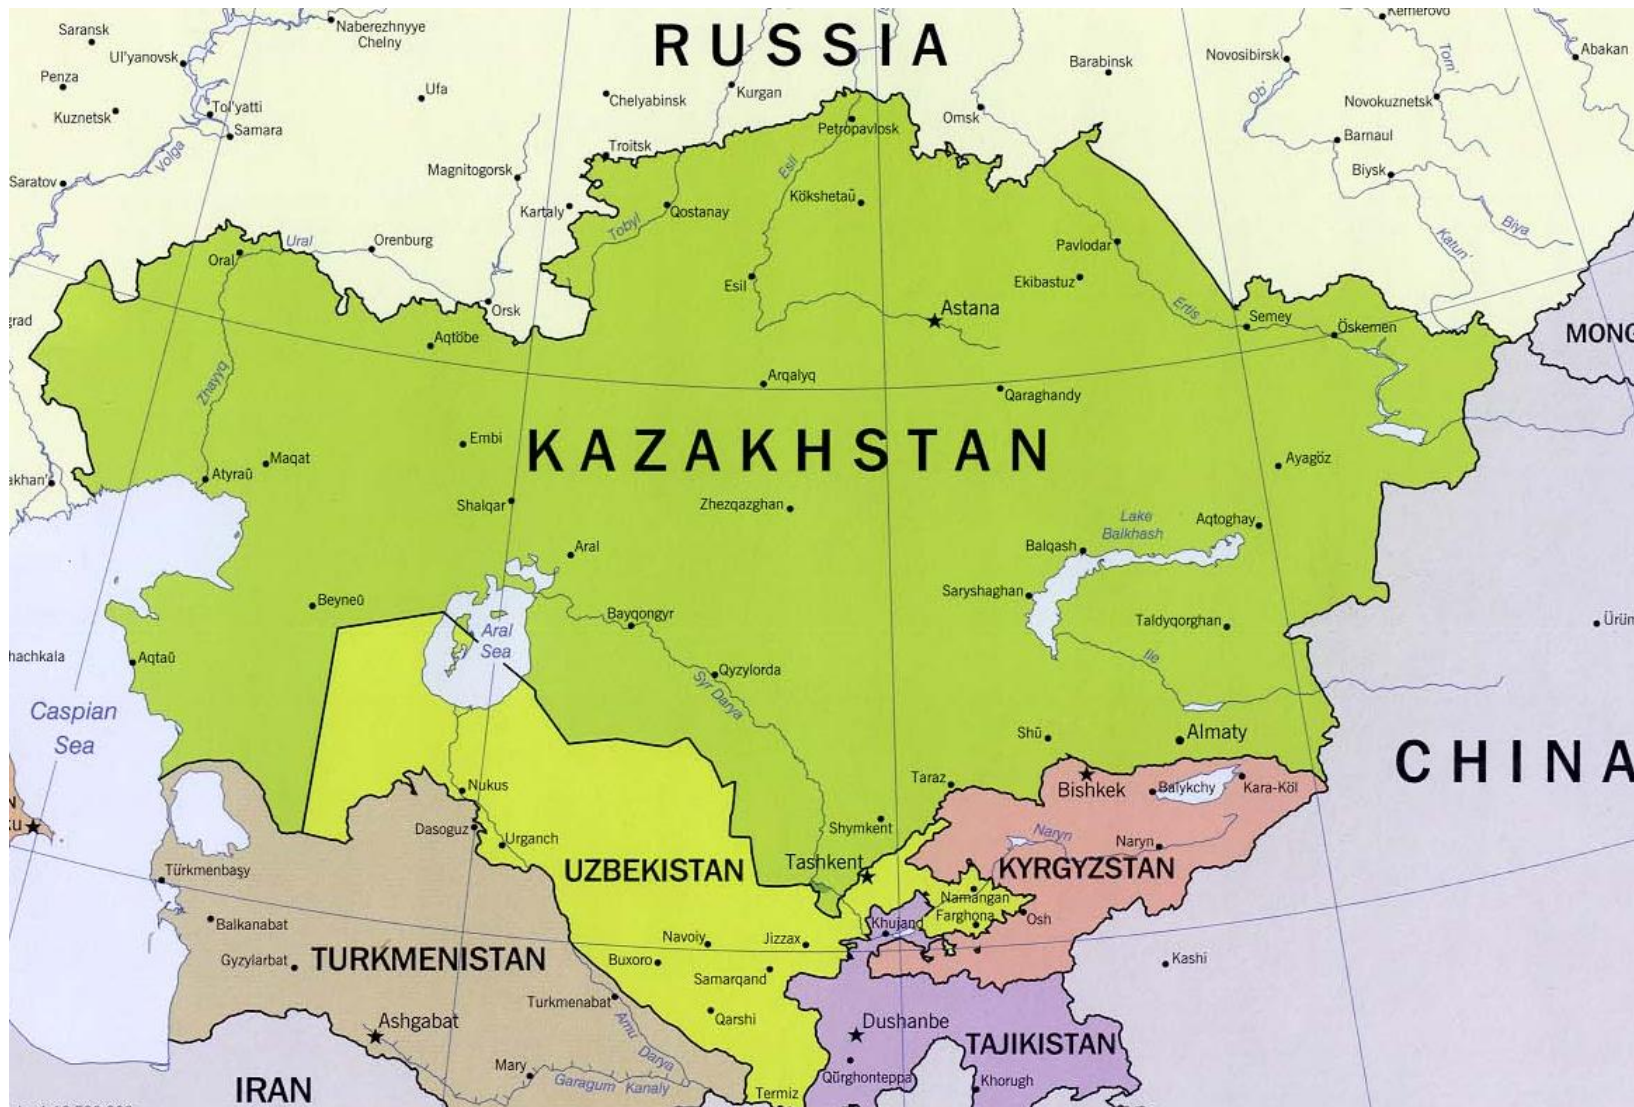 Saransk
Naberezhnyye
Chelny
RUSSIA
Kemerovo
Abakan
Ul'yanovsk
Penza
Ufa
Chelyabinsk
Kurgan
Barabinsk
Novosibirsk
Tom'
Ob'
Kuznetsk
Tol'yatti
Samara
Volga
Omsk
Novokuznetsk
Petropavlosk
Barnaul
Troitsk
Magnitogorsk
Esil
Biysk
Saratov
Kökshetaū
Kartaly
Qostanay
Tobyl
Biya
Katun'
Ural
Orenburg
Oral
Pavlodar
Esil
Ekibastuz
Orsk
Astana
Ertis
Semey
Öskemen
grad
MONG
Aqtöbe
Zhayyq
Arqalyq
Qaraghandy
Embi
KAZAKHSTAN
Maqat
Ayagöz
Atyraū
akhan'
Shalqar
Zhezqazghan
Lake
Balkhash
Aqtoghay
Aral
Balqash
Saryshaghan
Beyneū
Bayqongyr
Taldyqorghan
Ürüm
Aral
Sea
hachkala
Aqtaū
Qyzylorda
Ile
Syr Darya
Caspian
Sea
Shū
Almaty
CHINA
Nukus
Taraz
Bishkek
Balykchy
Kara-Köl
Dasoguz
Urganch
Shymkent
Naryn
Naryn
Türkmenbaşy
UZBEKISTAN
Tashkent
KYRGYZSTAN
Namangan
Balkanabat
Khujand
Farghona
Osh
Navoiy
Jizzax
Gyzylarbat
TURKMENISTAN
Buxoro
Samarqand
Kashi
Turkmenabat
Qarshi
Ashgabat
Amu
Darya
Dushanbe
TAJIKISTAN
Mary
Garagum Kanaly
Qŭrghonteppa
Khorugh
IRAN
Termiz